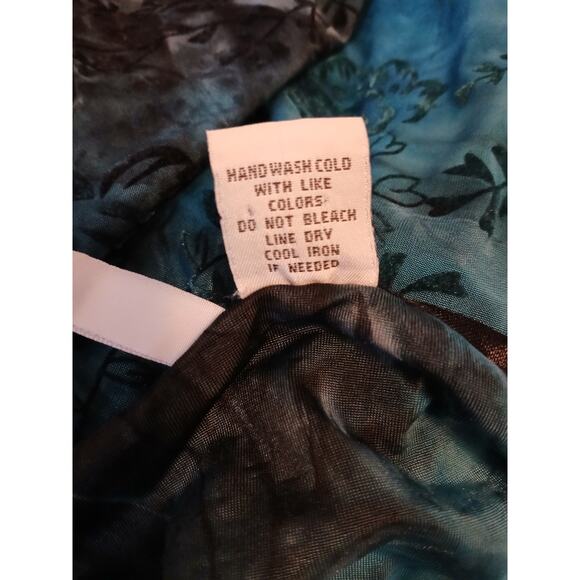 HAND WASH COLD
WITH LIKE
COLORS
DO NOT BLEACH
LINE DRY
COOL IRON
IF NEEDED